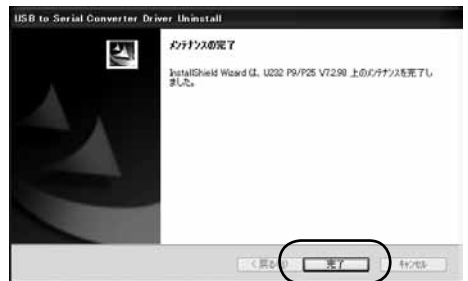 USB to Serial Converter Driver Uninstall
メンテナンスの完了
InstallShield Wizard は、U232 P9/P25 V7.2.98 上のメンテナンスを完了し
ました。
< 戻る(B)
完了
キャンセル